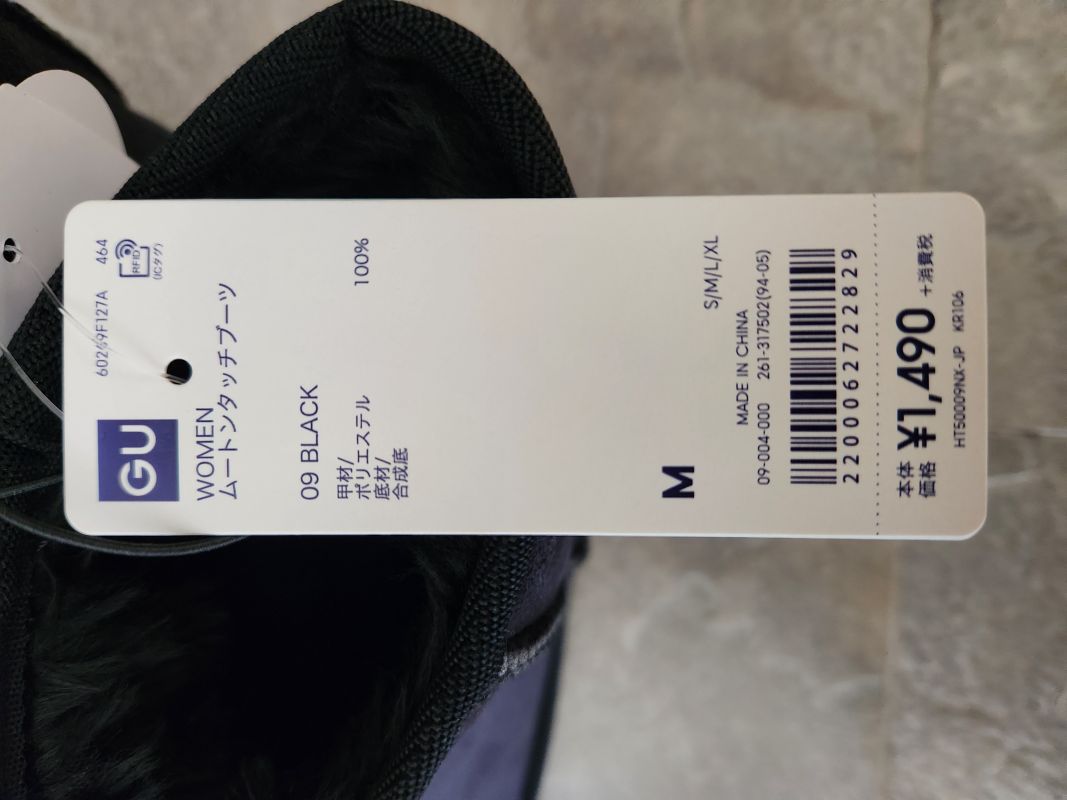 GU
60269F127A 464
RFID
(ICタグ)
WOMEN
ムートンタッチブーツ
09 BLACK
甲材/
ポリエステル 100%
底材/
合成底
M
S/M/L/XL
MADE IN CHINA
09-004-000 261-317502(94-05)
2200062722829
本体価格 ¥1,490 +消費税
HT50009NX-JP KR106